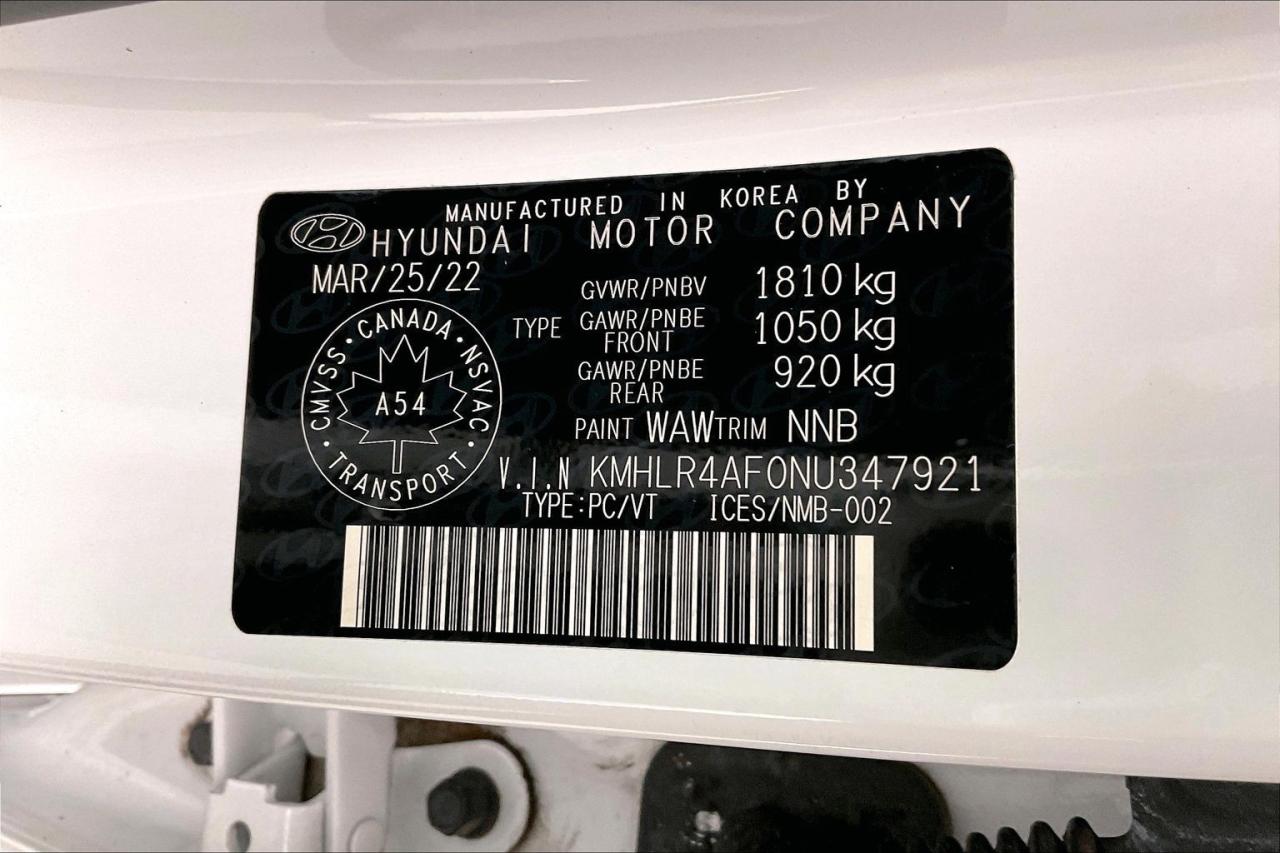 MANUFACTURED IN KOREA BY
HYUNDAI MOTOR COMPANY
MAR/25/22
GVWR/PNBV 1810 kg
TYPE GAWR/PNBE FRONT 1050 kg
GAWR/PNBE REAR 920 kg
CMVSS · CANADA · NSVAC · TRANSPORT ·
A54
PAINT WAW TRIM NNB
V.I.N KMHLR4AF0NU347921
TYPE:PC/VT ICES/NMB-002